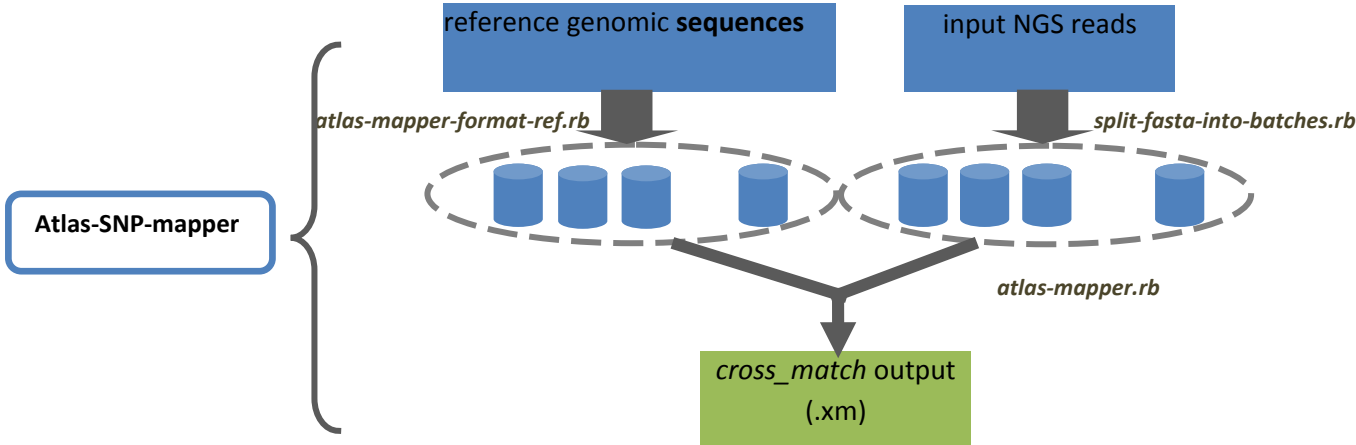 reference genomic sequences
input NGS reads
atlas-mapper-format-ref.rb
split-fasta-into-batches.rb
Atlas-SNP-mapper
atlas-mapper.rb
cross_match output
(.xm)